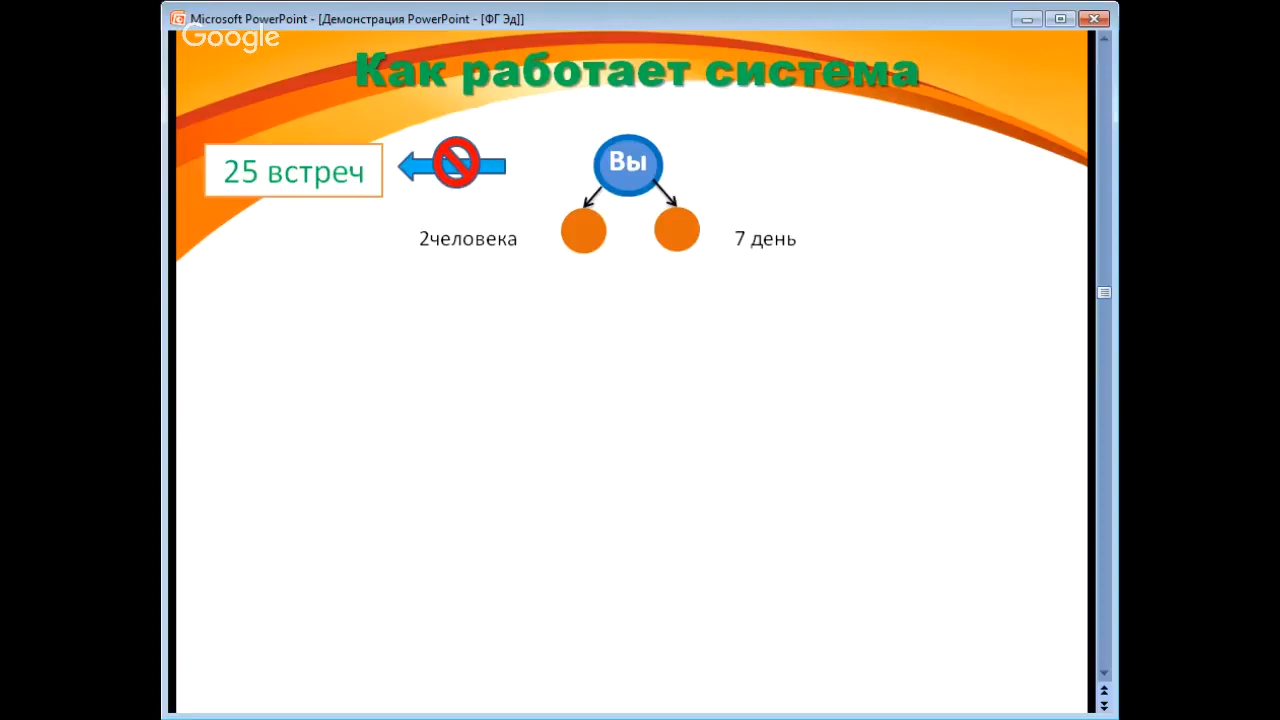 Microsoft PowerPoint - [Демонстрация PowerPoint - [ФГ Эд]]
Google
Как работает система
25 встреч
Вы
2человека
7 день